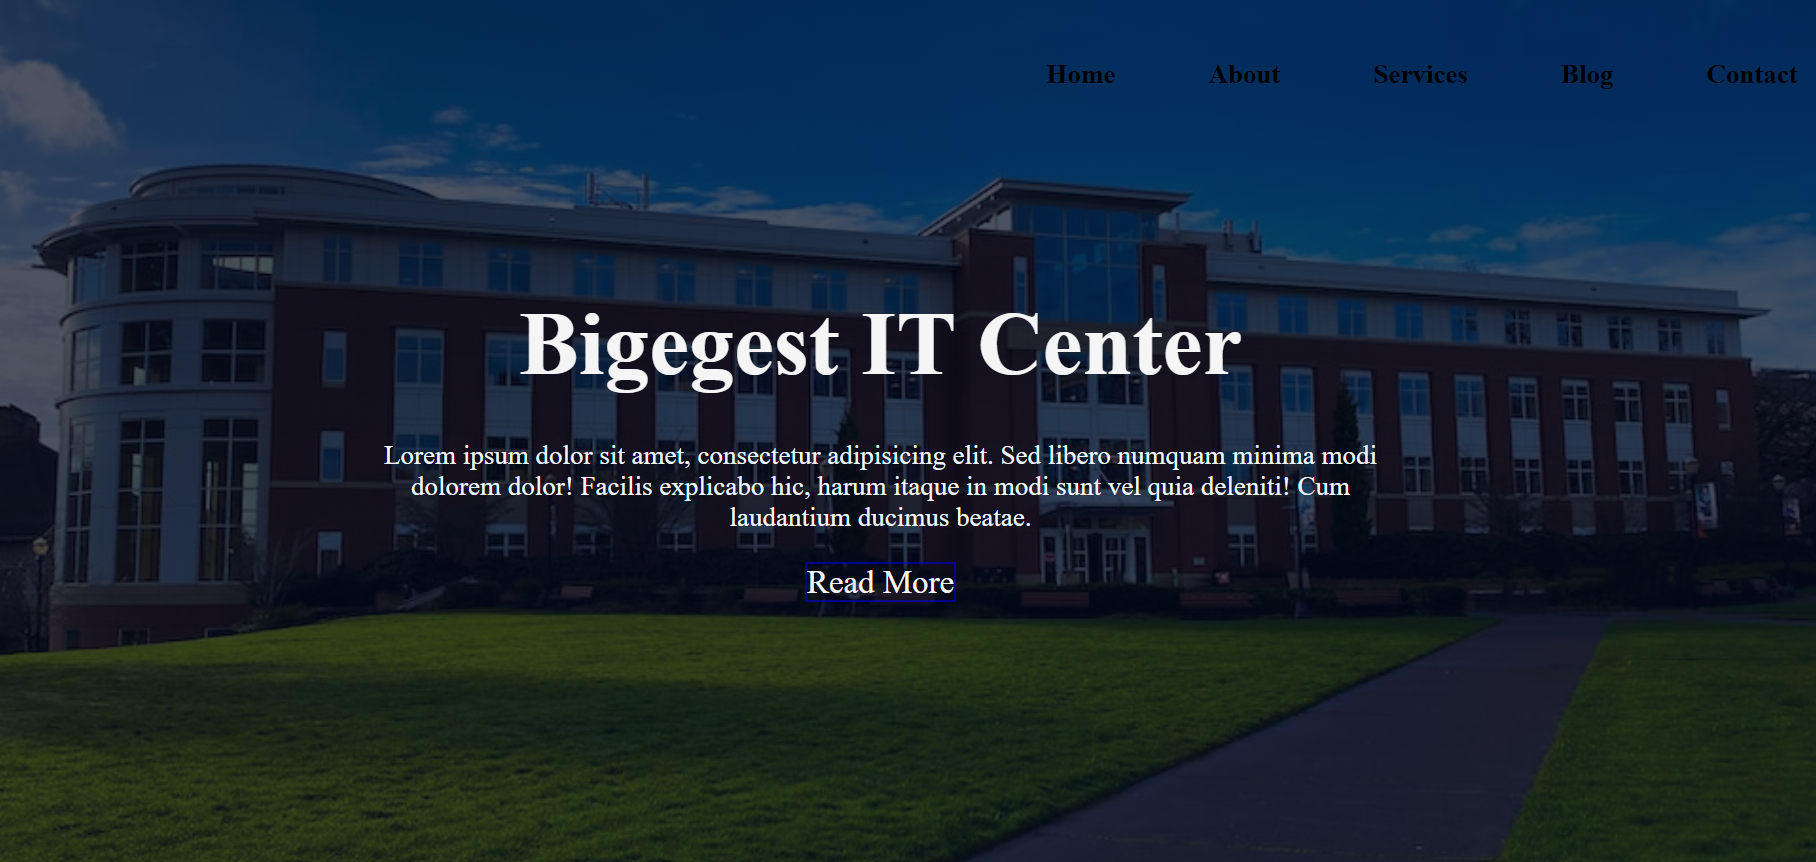 Home About Services Blog Contact
Bigegest IT Center
Lorem ipsum dolor sit amet, consectetur adipisicing elit. Sed libero numquam minima modi
dolorem dolor! Facilis explicabo hic, harum itaque in modi sunt vel quia deleniti! Cum
laudantium ducimus beatae.
Read More